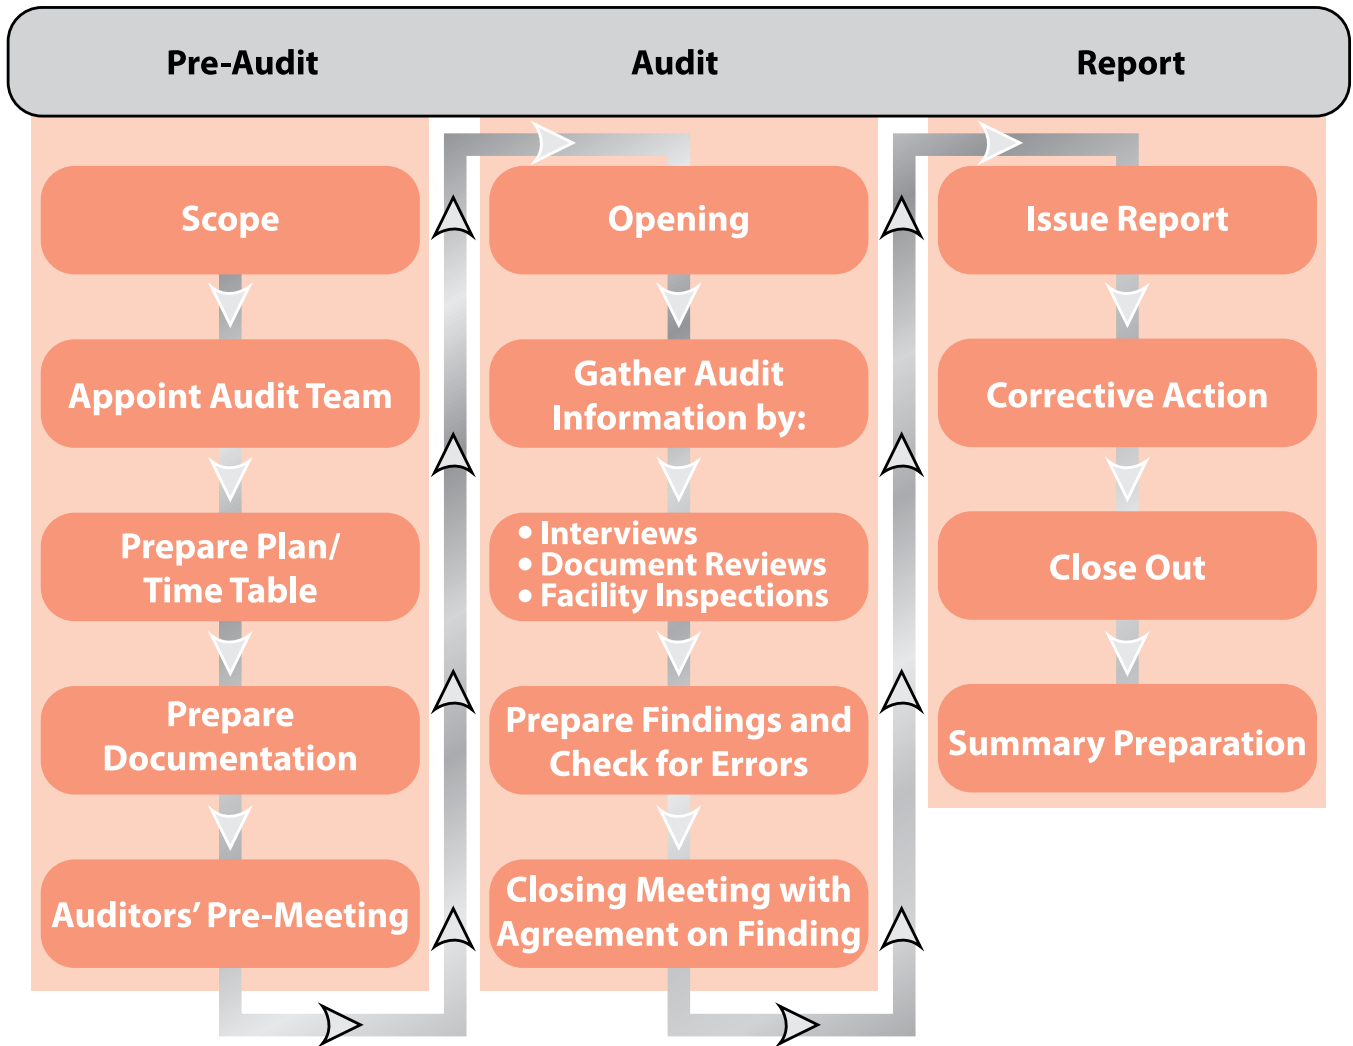 Pre-Audit
Audit
Report
Scope
Appoint Audit Team
Prepare Plan/
Time Table
Prepare
Documentation
Auditors’ Pre-Meeting
Opening
Gather Audit
Information by:
• Interviews
• Document Reviews
• Facility Inspections
Prepare Findings and
Check for Errors
Closing Meeting with
Agreement on Finding
Issue Report
Corrective Action
Close Out
Summary Preparation